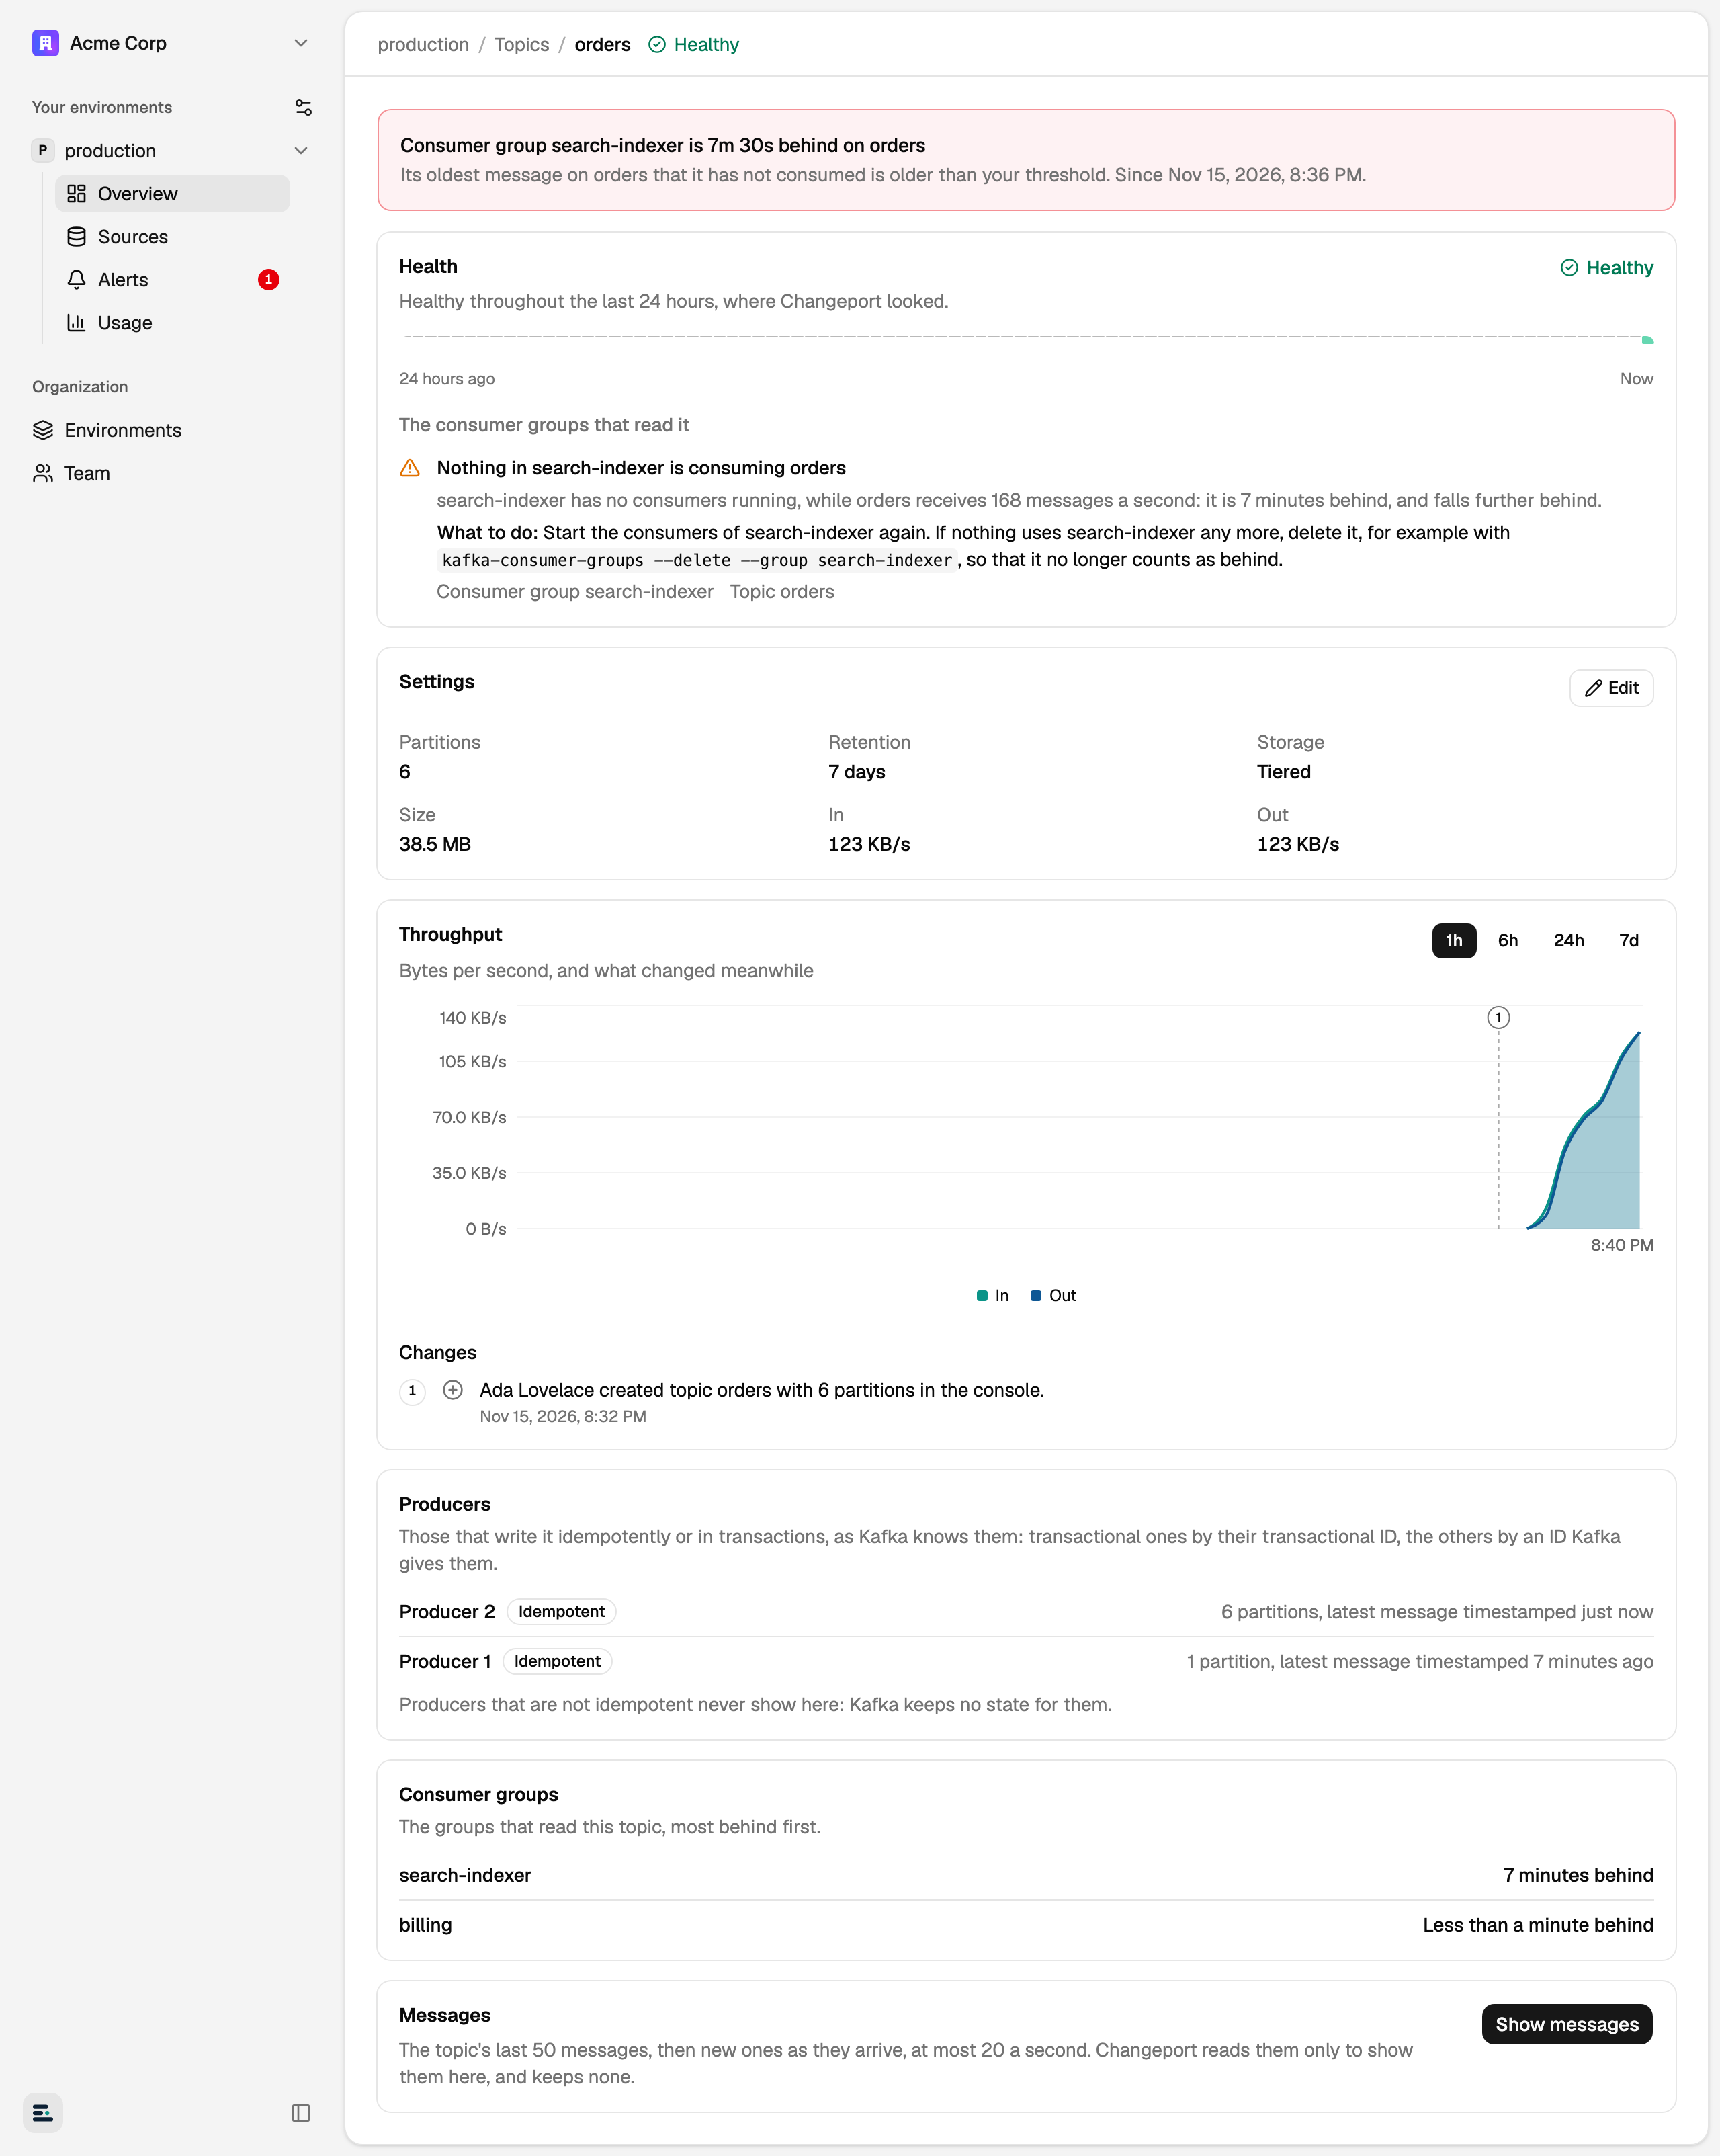 Acme Corp
Your environments
P production
Overview
Sources
Alerts 1
Usage
Organization
Environments
Team
production / Topics / orders Healthy
Consumer group search-indexer is 7m 30s behind on orders
Its oldest message on orders that it has not consumed is older than your threshold. Since Nov 15, 2026, 8:36 PM.
Health
Healthy
Healthy throughout the last 24 hours, where Changeport looked.
24 hours ago
Now
The consumer groups that read it
Nothing in search-indexer is consuming orders
search-indexer has no consumers running, while orders receives 168 messages a second: it is 7 minutes behind, and falls further behind.
What to do: Start the consumers of search-indexer again. If nothing uses search-indexer any more, delete it, for example with
kafka-consumer-groups --delete --group search-indexer, so that it no longer counts as behind.
Consumer group search-indexer Topic orders
Settings
Edit
Partitions Retention Storage
6 7 days Tiered
Size In Out
38.5 MB 123 KB/s 123 KB/s
Throughput
1h 6h 24h 7d
Bytes per second, and what changed meanwhile
140 KB/s
1
105 KB/s
70.0 KB/s
35.0 KB/s
0 B/s
8:40 PM
In Out
Changes
1 Ada Lovelace created topic orders with 6 partitions in the console.
Nov 15, 2026, 8:32 PM
Producers
Those that write it idempotently or in transactions, as Kafka knows them: transactional ones by their transactional ID, the others by an ID Kafka
gives them.
Producer 2 Idempotent 6 partitions, latest message timestamped just now
Producer 1 Idempotent 1 partition, latest message timestamped 7 minutes ago
Producers that are not idempotent never show here: Kafka keeps no state for them.
Consumer groups
The groups that read this topic, most behind first.
search-indexer 7 minutes behind
billing Less than a minute behind
Messages
Show messages
The topic's last 50 messages, then new ones as they arrive, at most 20 a second. Changeport reads them only to show
them here, and keeps none.